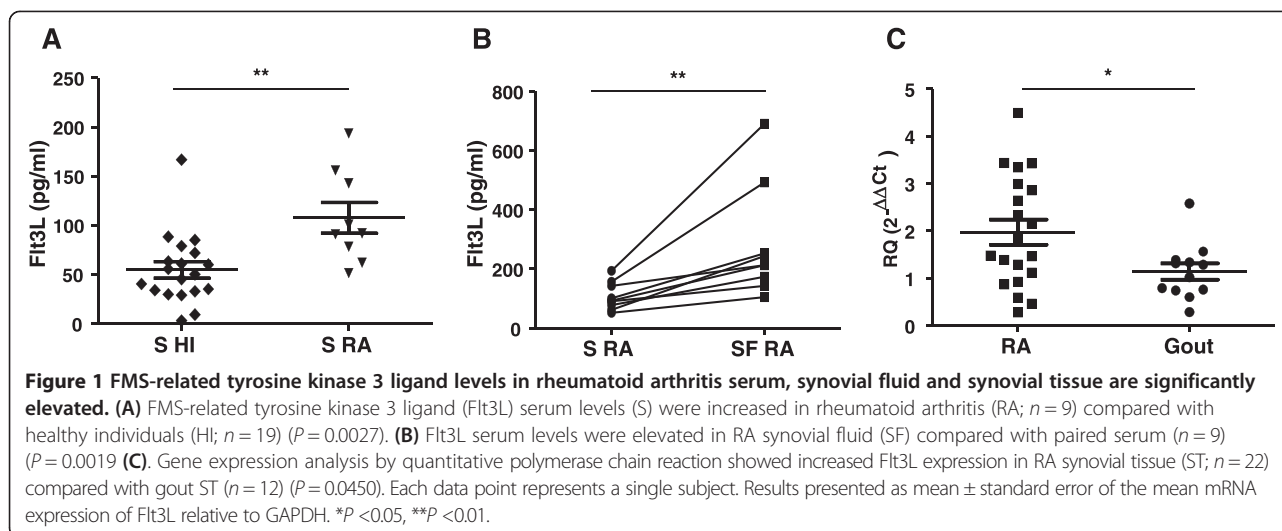 A
**
Flt3L (pg/ml)
250
200
150
100
50
0
S HI
S RA
B
**
Flt3L (pg/ml)
800
600
400
200
0
S RA
SF RA
C
*
RQ (2^-ΔΔCt)
5
4
3
2
1
0
RA
Gout
Figure 1 FMS-related tyrosine kinase 3 ligand levels in rheumatoid arthritis serum, synovial fluid and synovial tissue are significantly
elevated. (A) FMS-related tyrosine kinase 3 ligand (Flt3L) serum levels (S) were increased in rheumatoid arthritis (RA; n = 9) compared with
healthy individuals (HI; n = 19) (P = 0.0027). (B) Flt3L serum levels were elevated in RA synovial fluid (SF) compared with paired serum (n = 9)
(P = 0.0019 (C). Gene expression analysis by quantitative polymerase chain reaction showed increased Flt3L expression in RA synovial tissue (ST; n = 22)
compared with gout ST (n = 12) (P = 0.0450). Each data point represents a single subject. Results presented as mean ± standard error of the mean mRNA
expression of Flt3L relative to GAPDH. *P <0.05, **P <0.01.